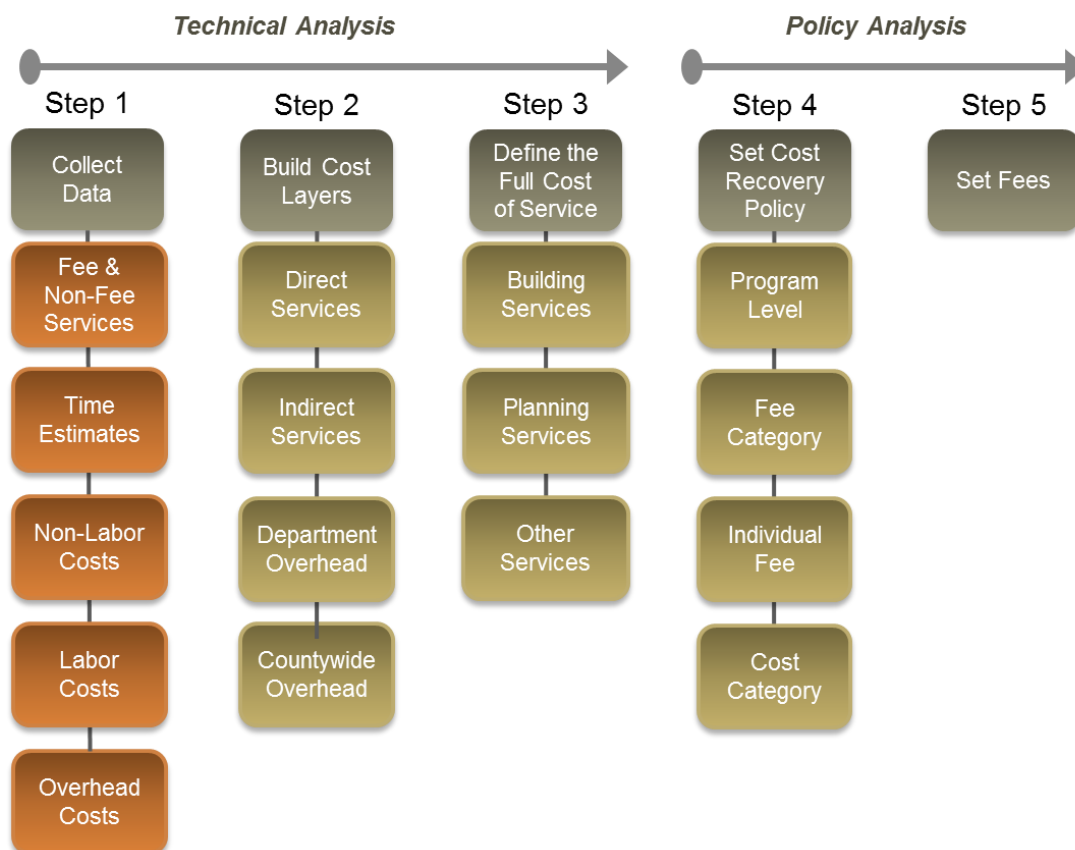 Technical Analysis
Policy Analysis
Step 1
Step 2
Step 3
Step 4
Step 5
Collect
Data
Build Cost
Layers
Define the
Full Cost
of Service
Set Cost
Recovery
Policy
Set Fees
Fee &
Non-Fee
Services
Direct
Services
Building
Services
Program
Level
Time
Estimates
Indirect
Services
Planning
Services
Fee
Category
Non-Labor
Costs
Department
Overhead
Other
Services
Individual
Fee
Labor
Costs
Countywide
Overhead
Cost
Category
Overhead
Costs